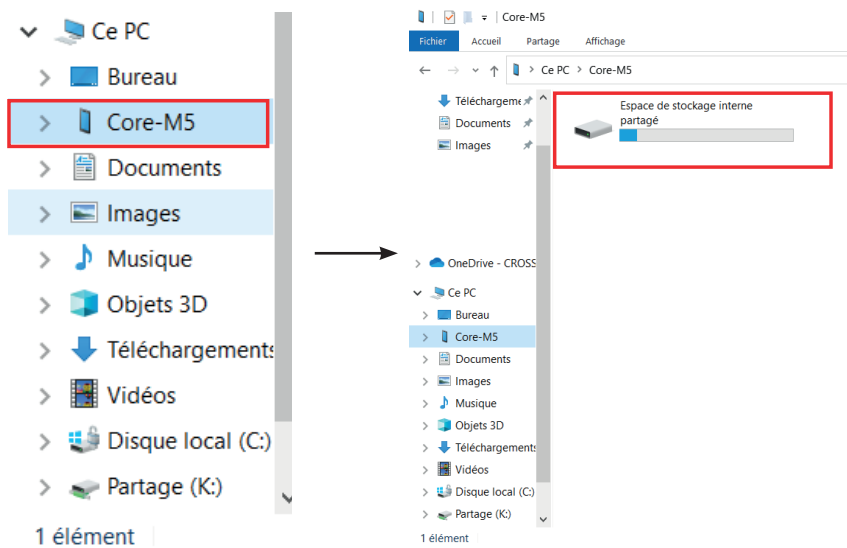 Ce PC
Bureau
Core-M5
Documents
Images
Musique
Objets 3D
Téléchargements
Vidéos
Disque local (C:)
Partage (K:)
1 élément
Core-M5
Fichier Accueil Partage Affichage
Ce PC > Core-M5
Téléchargeme
Documents
Images
OneDrive - CROSS
Ce PC
Bureau
Core-M5
Documents
Images
Musique
Objets 3D
Téléchargements
Vidéos
Disque local (C:)
Partage (K:)
1 élément
Espace de stockage interne
partagé